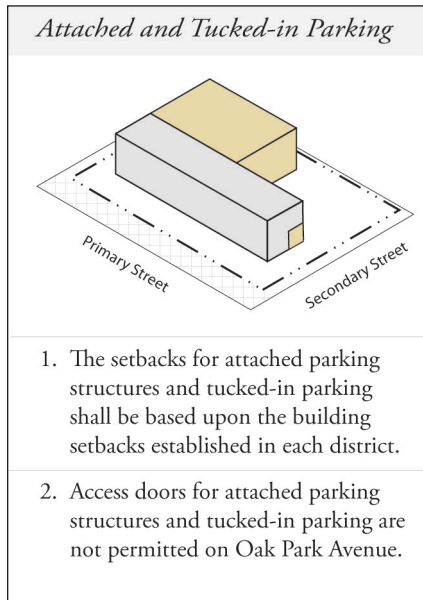 Attached and Tucked-in Parking
Primary Street
Secondary Street
1. The setbacks for attached parking
structures and tucked-in parking
shall be based upon the building
setbacks established in each district.
2. Access doors for attached parking
structures and tucked-in parking are
not permitted on Oak Park Avenue.